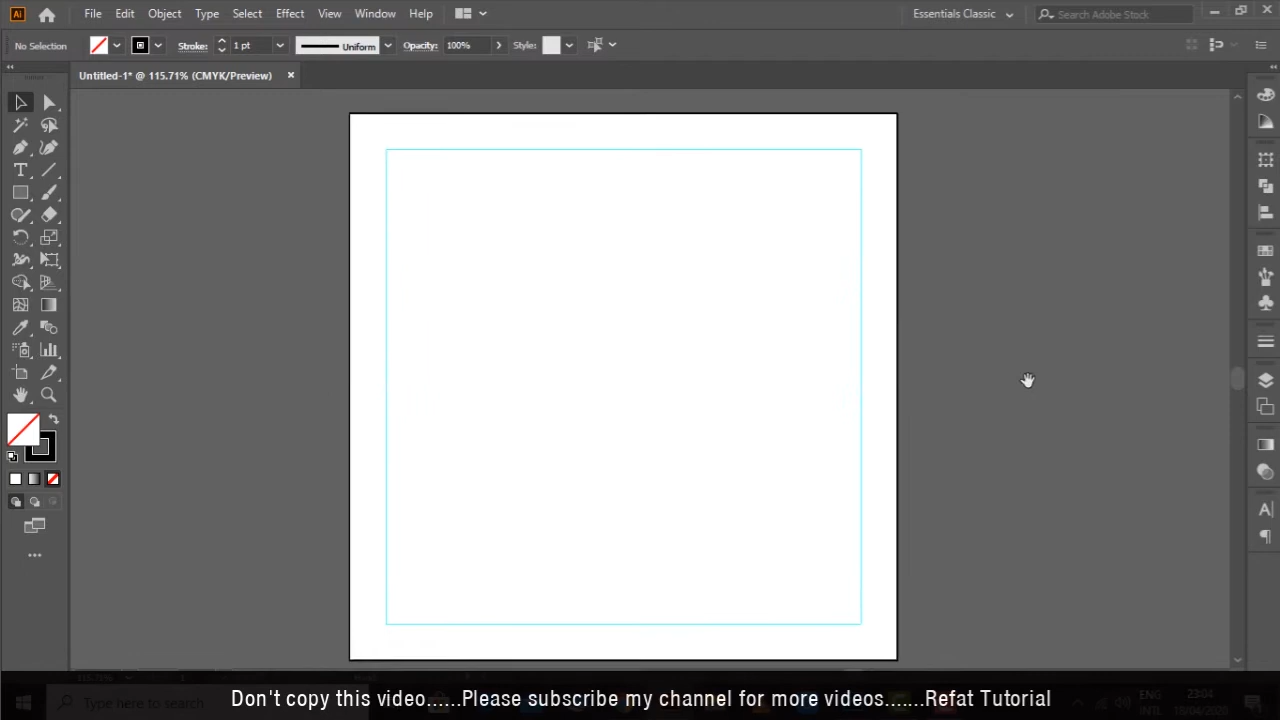 Ai File Edit Object Type Select Effect View Window Help Essentials Classic Search Adobe Stock
No Selection Stroke: 1 pt Uniform Opacity: 100% Style:
Untitled-1* @ 115.71% (CMYK/Preview)
Type here to search
Don't copy this video......Please subscribe my channel for more videos.......Refat Tutorial
ENG
INTL
23:04
18/04/2020